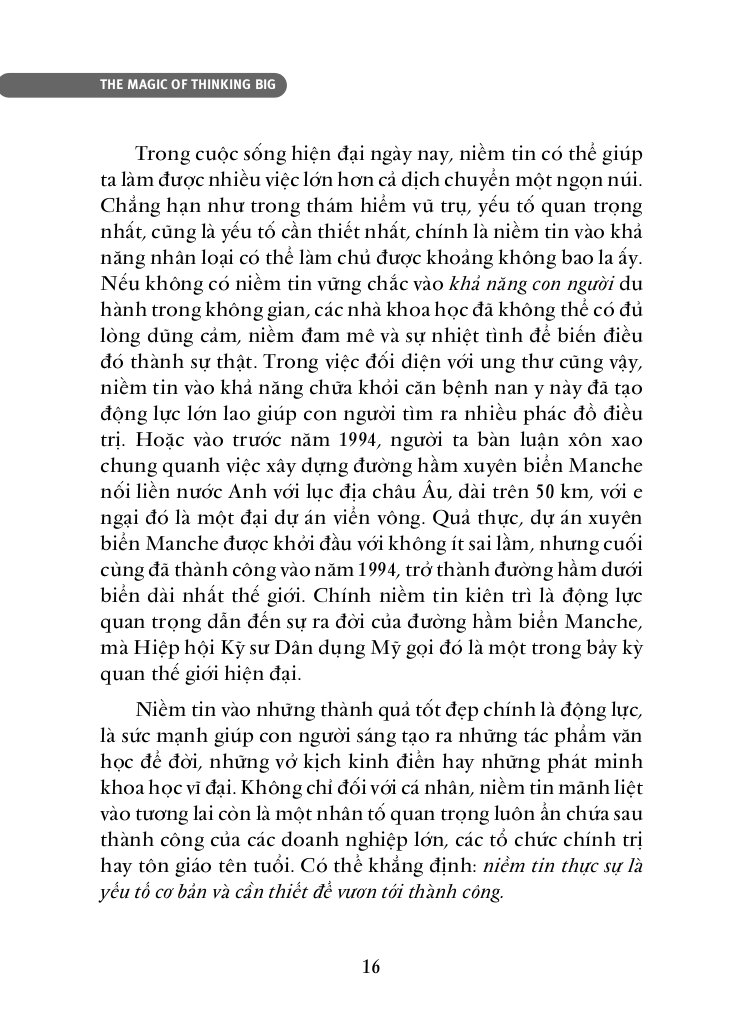 THE MAGIC OF THINKING BIG
Trong cuộc sống hiện đại ngày nay, niềm tin có thể giúp
ta làm được nhiều việc lớn hơn cả dịch chuyển một ngọn núi.
Chẳng hạn như trong thám hiểm vũ trụ, yếu tố quan trọng
nhất, cũng là yếu tố cần thiết nhất, chính là niềm tin vào khả
năng nhân loại có thể làm chủ được khoảng không bao la ấy.
Nếu không có niềm tin vững chắc vào khả năng con người du
hành trong không gian, các nhà khoa học đã không thể có đủ
lòng dũng cảm, niềm đam mê và sự nhiệt tình để biến điều
đó thành sự thật. Trong việc đối diện với ung thư cũng vậy,
niềm tin vào khả năng chữa khỏi căn bệnh nan y này đã tạo
động lực lớn lao giúp con người tìm ra nhiều phác đồ điều
trị. Hoặc vào trước năm 1994, người ta bàn luận xôn xao
chung quanh việc xây dựng đường hầm xuyên biển Manche
nối liền nước Anh với lục địa châu Âu, dài trên 50 km, với e
ngại đó là một đại dự án viển vông. Quả thực, dự án xuyên
biển Manche được khởi đầu với không ít sai lầm, nhưng cuối
cùng đã thành công vào năm 1994, trở thành đường hầm dưới
biển dài nhất thế giới. Chính niềm tin kiên trì là động lực
quan trọng dẫn đến sự ra đời của đường hầm biển Manche,
mà Hiệp hội Kỹ sư Dân dụng Mỹ gọi đó là một trong bảy kỳ
quan thế giới hiện đại.
Niềm tin vào những thành quả tốt đẹp chính là động lực,
là sức mạnh giúp con người sáng tạo ra những tác phẩm văn
học để đời, những vở kịch kinh điển hay những phát minh
khoa học vĩ đại. Không chỉ đối với cá nhân, niềm tin mãnh liệt
vào tương lai còn là một nhân tố quan trọng luôn ẩn chứa sau
thành công của các doanh nghiệp lớn, các tổ chức chính trị
hay tôn giáo tên tuổi. Có thể khẳng định: niềm tin thực sự là
yếu tố cơ bản và cần thiết để vươn tới thành công.
16